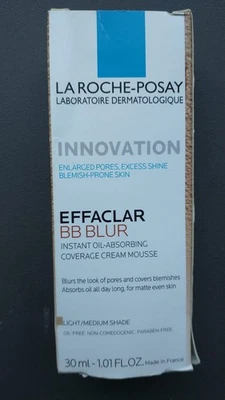 LA ROCHE-POSAY
LABORATOIRE DERMATOLOGIQUE
INNOVATION
ENLARGED PORES, EXCESS SHINE
BLEMISH-PRONE SKIN
EFFACLAR
BB BLUR
INSTANT OIL-ABSORBING
COVERAGE CREAM MOUSSE
Blurs the look of pores and covers blemishes
Absorbs oil all day long, for matte even skin
LIGHT/MEDIUM SHADE
OIL-FREE. NON-COMEDOGENIC. PARABEN-FREE.
30 ml - 1.01 FL.OZ. Made in France